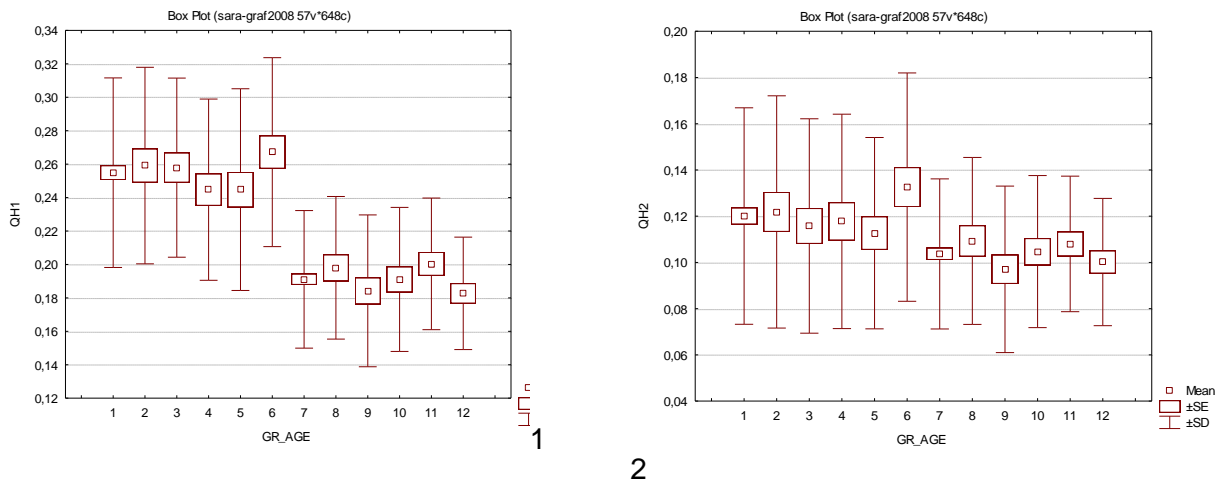 Box Plot (sara-graf2008 57v*648c)
0,34
0,32
0,30
0,28
0,26
0,24
0,22
0,20
0,18
0,16
0,14
0,12
QH1
1 2 3 4 5 6 7 8 9 10 11 12
GR_AGE
1
Box Plot (sara-graf2008 57v*648c)
0,20
0,18
0,16
0,14
0,12
0,10
0,08
0,06
0,04
QH2
1 2 3 4 5 6 7 8 9 10 11 12
GR_AGE
Mean
±SE
±SD
2